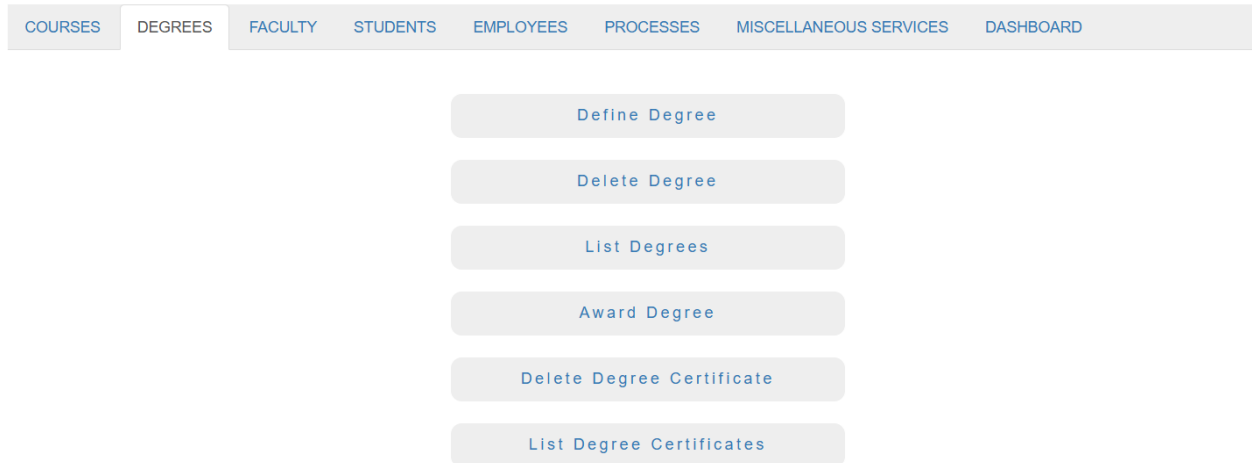 COURSES DEGREES FACULTY STUDENTS EMPLOYEES PROCESSES MISCELLANEOUS SERVICES DASHBOARD
Define Degree
Delete Degree
List Degrees
Award Degree
Delete Degree Certificate
List Degree Certificates